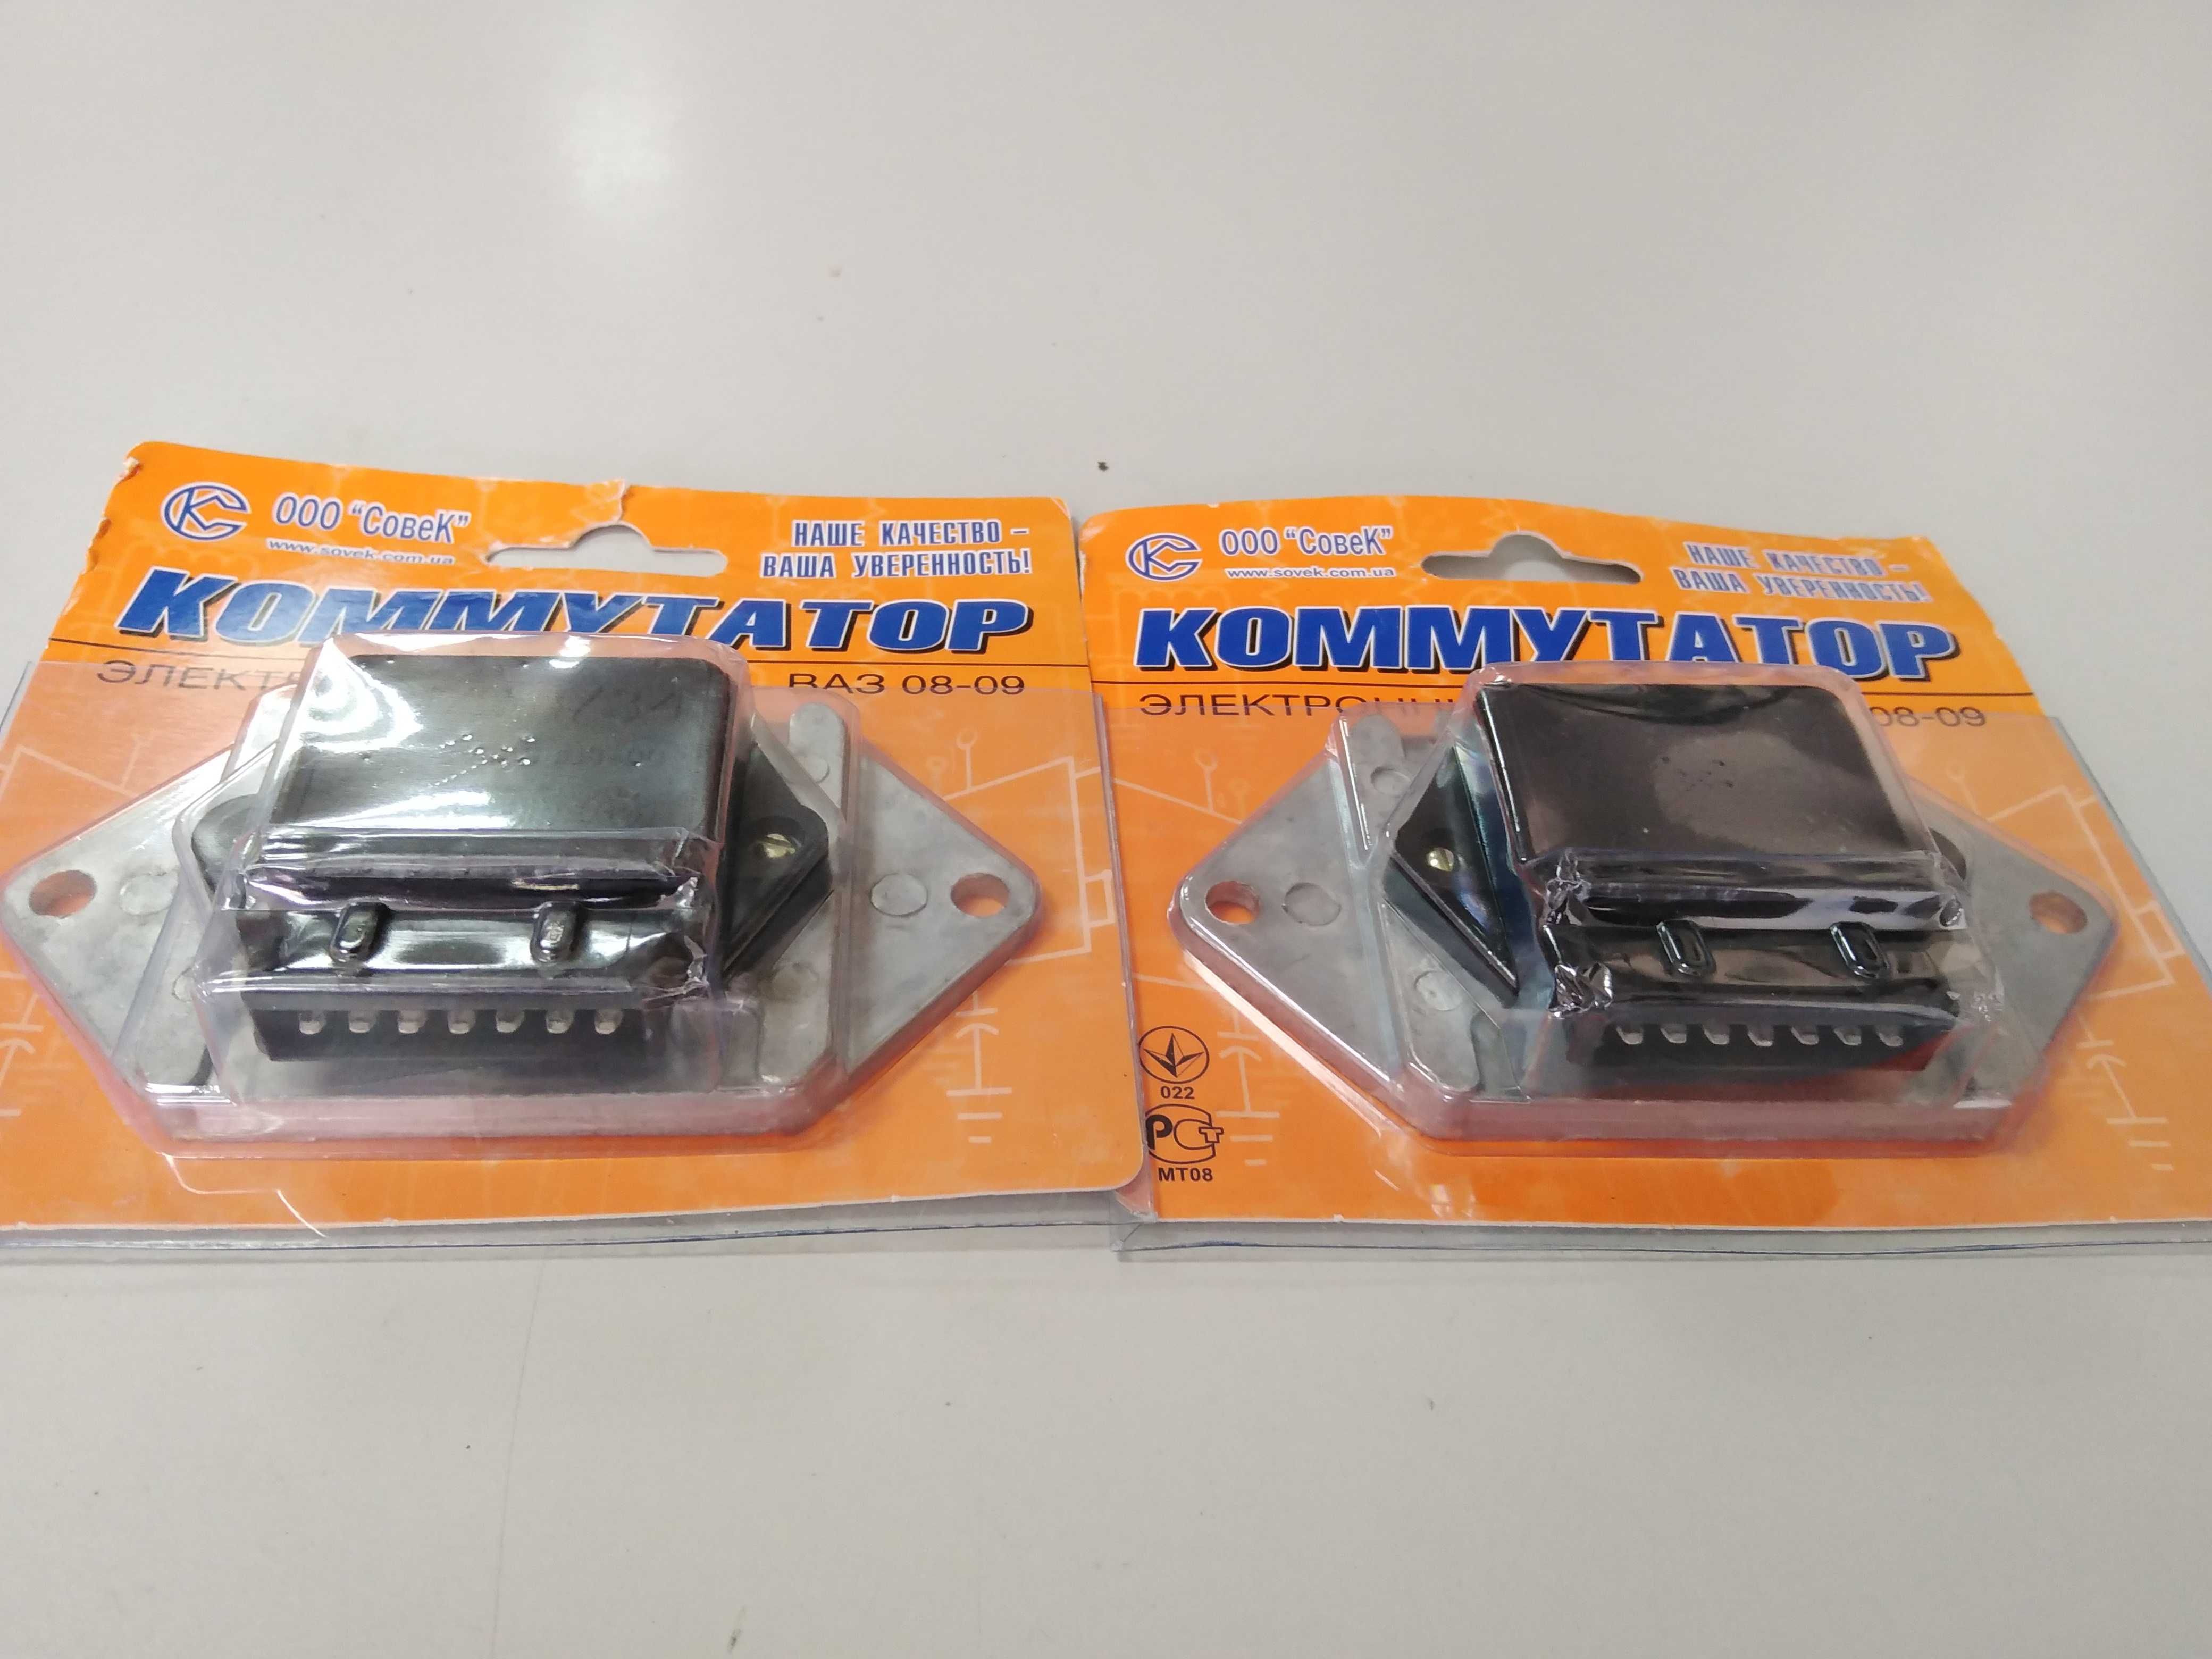 ООО “СовеК”
www.sovek.com.ua
НАШЕ КАЧЕСТВО –
ВАША УВЕРЕННОСТЬ!
КОММУТАТОР
ВАЗ 08-09
ООО “СовеК”
www.sovek.com.ua
НАШЕ КАЧЕСТВО –
ВАША УВЕРЕННОСТЬ!
КОММУТАТОР
08-09
022
РСТ
МТ08